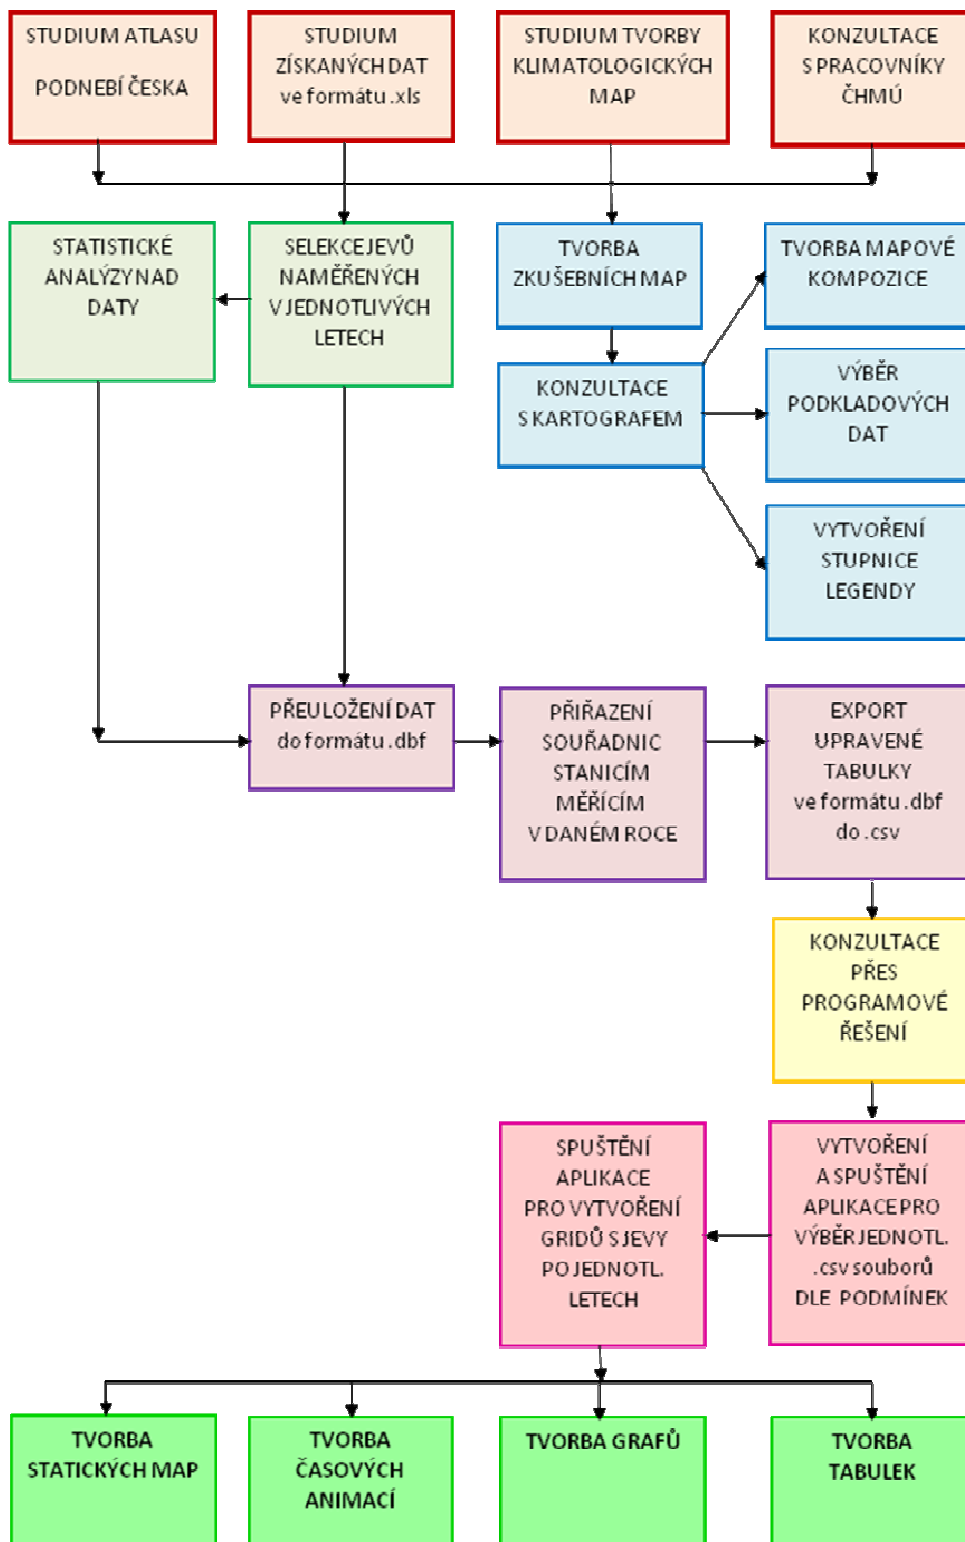 STUDIUM ATLASU
PODNEBÍ ČESKA
STUDIUM
ZÍSKANÝCH DAT
ve formátu .xls
STUDIUM TVORBY
KLIMATOLOGICKÝCH
MAP
KONZULTACE
S PRACOVNÍKY
ČHMÚ
STATISTICKÉ
ANALÝZY NAD
DATY
SELEKCE JEVŮ
NAMĚŘENÝCH
V JEDNOTLIVÝCH
LETECH
TVORBA
ZKUŠEBNÍCH MAP
TVORBA MAPOVÉ
KOMPOZICE
KONZULTACE
S KARTOGRAFEM
VÝBĚR
PODKLADOVÝCH
DAT
VYTVOŘENÍ
STUPNICE
LEGENDY
PŘEULOŽENÍ DAT
do formátu .dbf
PŘIŘAZENÍ
SOUŘADNIC
STANICÍM
MĚŘÍCÍM
V DANÉM ROCE
EXPORT
UPRAVENÉ
TABULKY
ve formátu .dbf
do .csv
KONZULTACE
PŘES
PROGRAMOVÉ
ŘEŠENÍ
SPUŠTĚNÍ
APLIKACE
PRO VYTVOŘENÍ
GRIDŮ S JEVY
PO JEDNOTL.
LETECH
VYTVOŘENÍ
A SPUŠTĚNÍ
APLIKACE PRO
VÝBĚR JEDNOTL.
.csv souborů
DLE PODMÍNEK
TVORBA
STATICKÝCH MAP
TVORBA
ČASOVÝCH
ANIMACÍ
TVORBA GRAFŮ
TVORBA
TABULEK